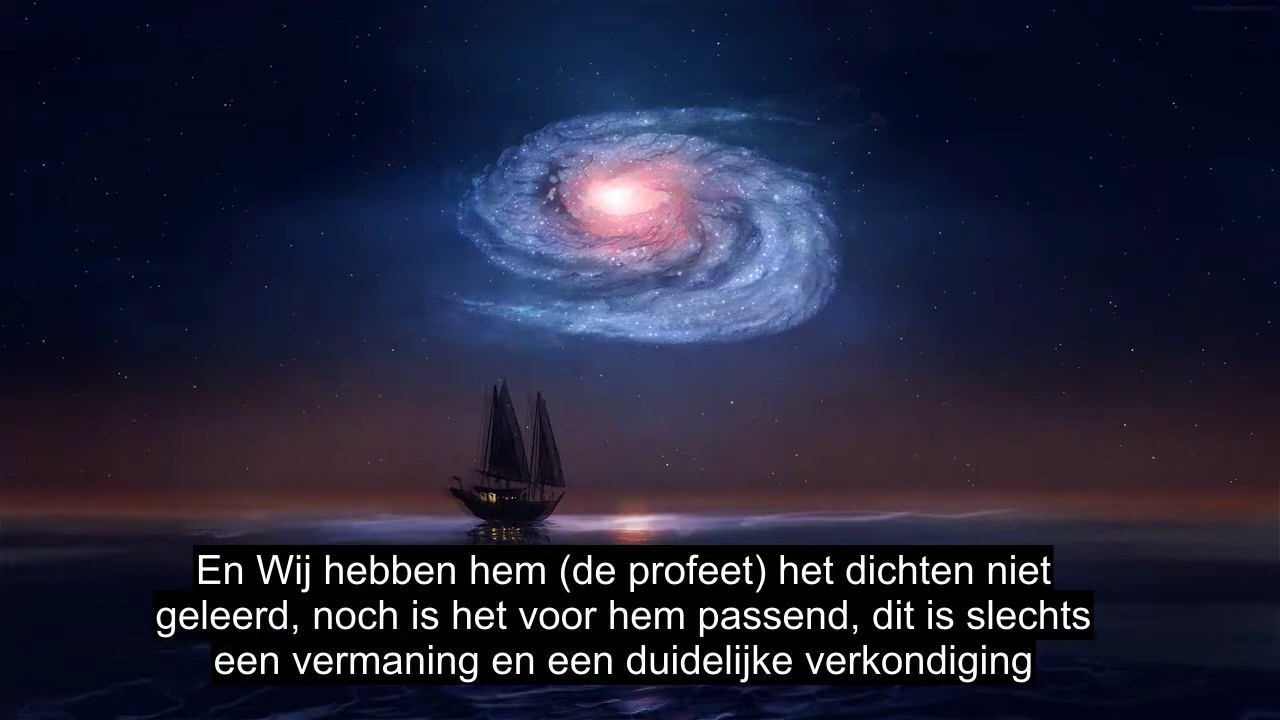 En Wij hebben hem (de profeet) het dichten niet
geleerd, noch is het voor hem passend, dit is slechts
een vermaning en een duidelijke verkondiging